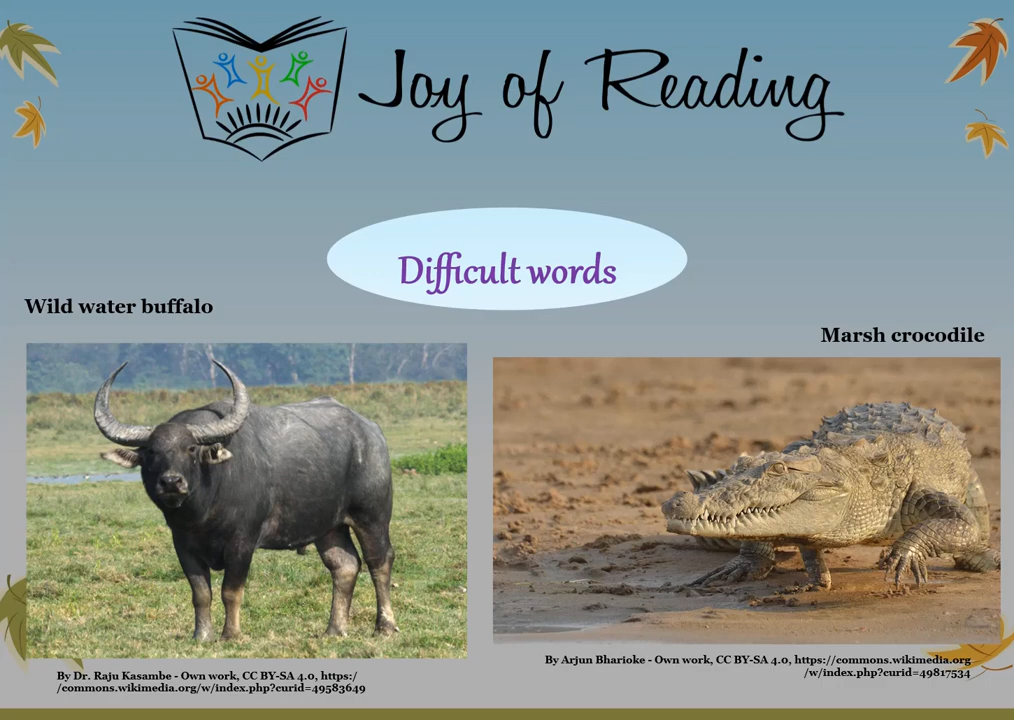 Joy of Reading
Difficult words
Wild water buffalo
Marsh crocodile
By Dr. Raju Kasambe - Own work, CC BY-SA 4.0, https:/
/commons.wikimedia.org/w/index.php?curid=49583649
By Arjun Bharioke - Own work, CC BY-SA 4.0, https://commons.wikimedia.org
/w/index.php?curid=49817534